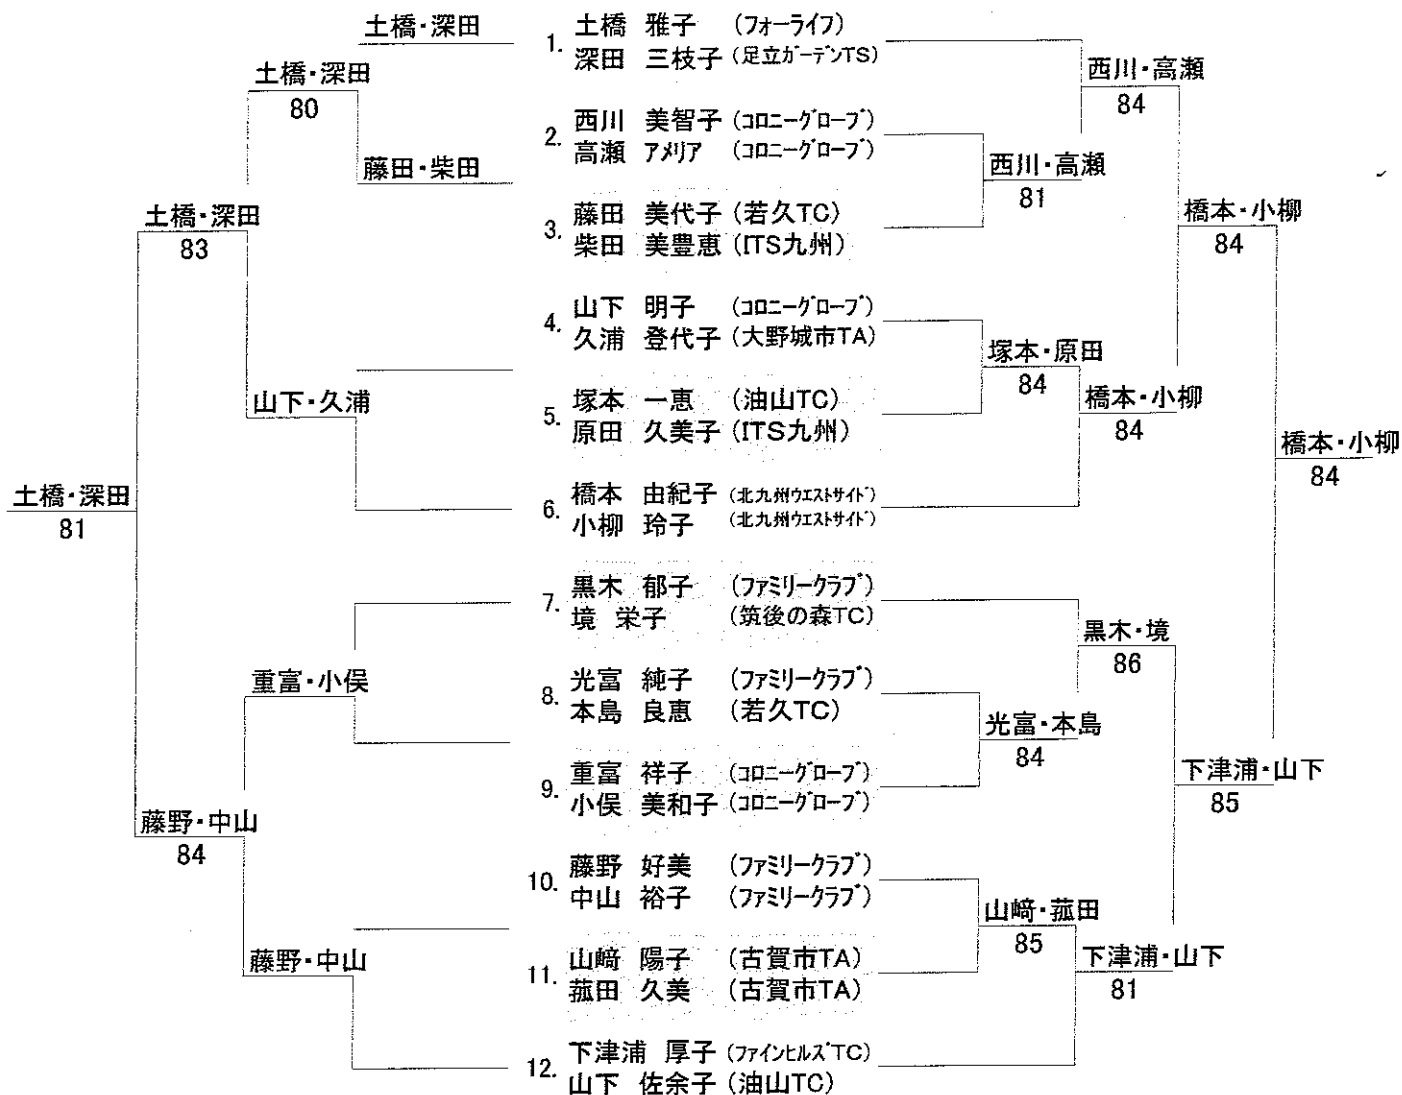 土橋・深田
土橋・深田
80
藤田・柴田
土橋・深田
83
山下・久浦
土橋・深田
81
重富・小俣
藤野・中山
84
藤野・中山
1. 土橋 雅子 (フォーライフ)
深田 三枝子 (足立ガーデンTS)
2. 西川 美智子 (コロニーグローブ)
高瀬 アメリア (コロニーグローブ)
3. 藤田 美代子 (若久TC)
柴田 美豊恵 (ITS九州)
4. 山下 明子 (コロニーグローブ)
久浦 登代子 (大野城市TA)
5. 塚本 一恵 (油山TC)
原田 久美子 (ITS九州)
6. 橋本 由紀子 (北九州ウエストサイド)
小柳 玲子 (北九州ウエストサイド)
7. 黒木 郁子 (ファミリークラブ)
境 栄子 (筑後の森TC)
8. 光富 純子 (ファミリークラブ)
本島 良恵 (若久TC)
9. 重富 祥子 (コロニーグローブ)
小俣 美和子 (コロニーグローブ)
10. 藤野 好美 (ファミリークラブ)
中山 裕子 (ファミリークラブ)
11. 山﨑 陽子 (古賀市TA)
菰田 久美 (古賀市TA)
12. 下津浦 厚子 (ファインヒルズTC)
山下 佐余子 (油山TC)
西川・高瀬
84
西川・高瀬
81
橋本・小柳
84
塚本・原田
84
橋本・小柳
84
橋本・小柳
84
黒木・境
86
光富・本島
84
下津浦・山下
85
山﨑・菰田
85
下津浦・山下
81